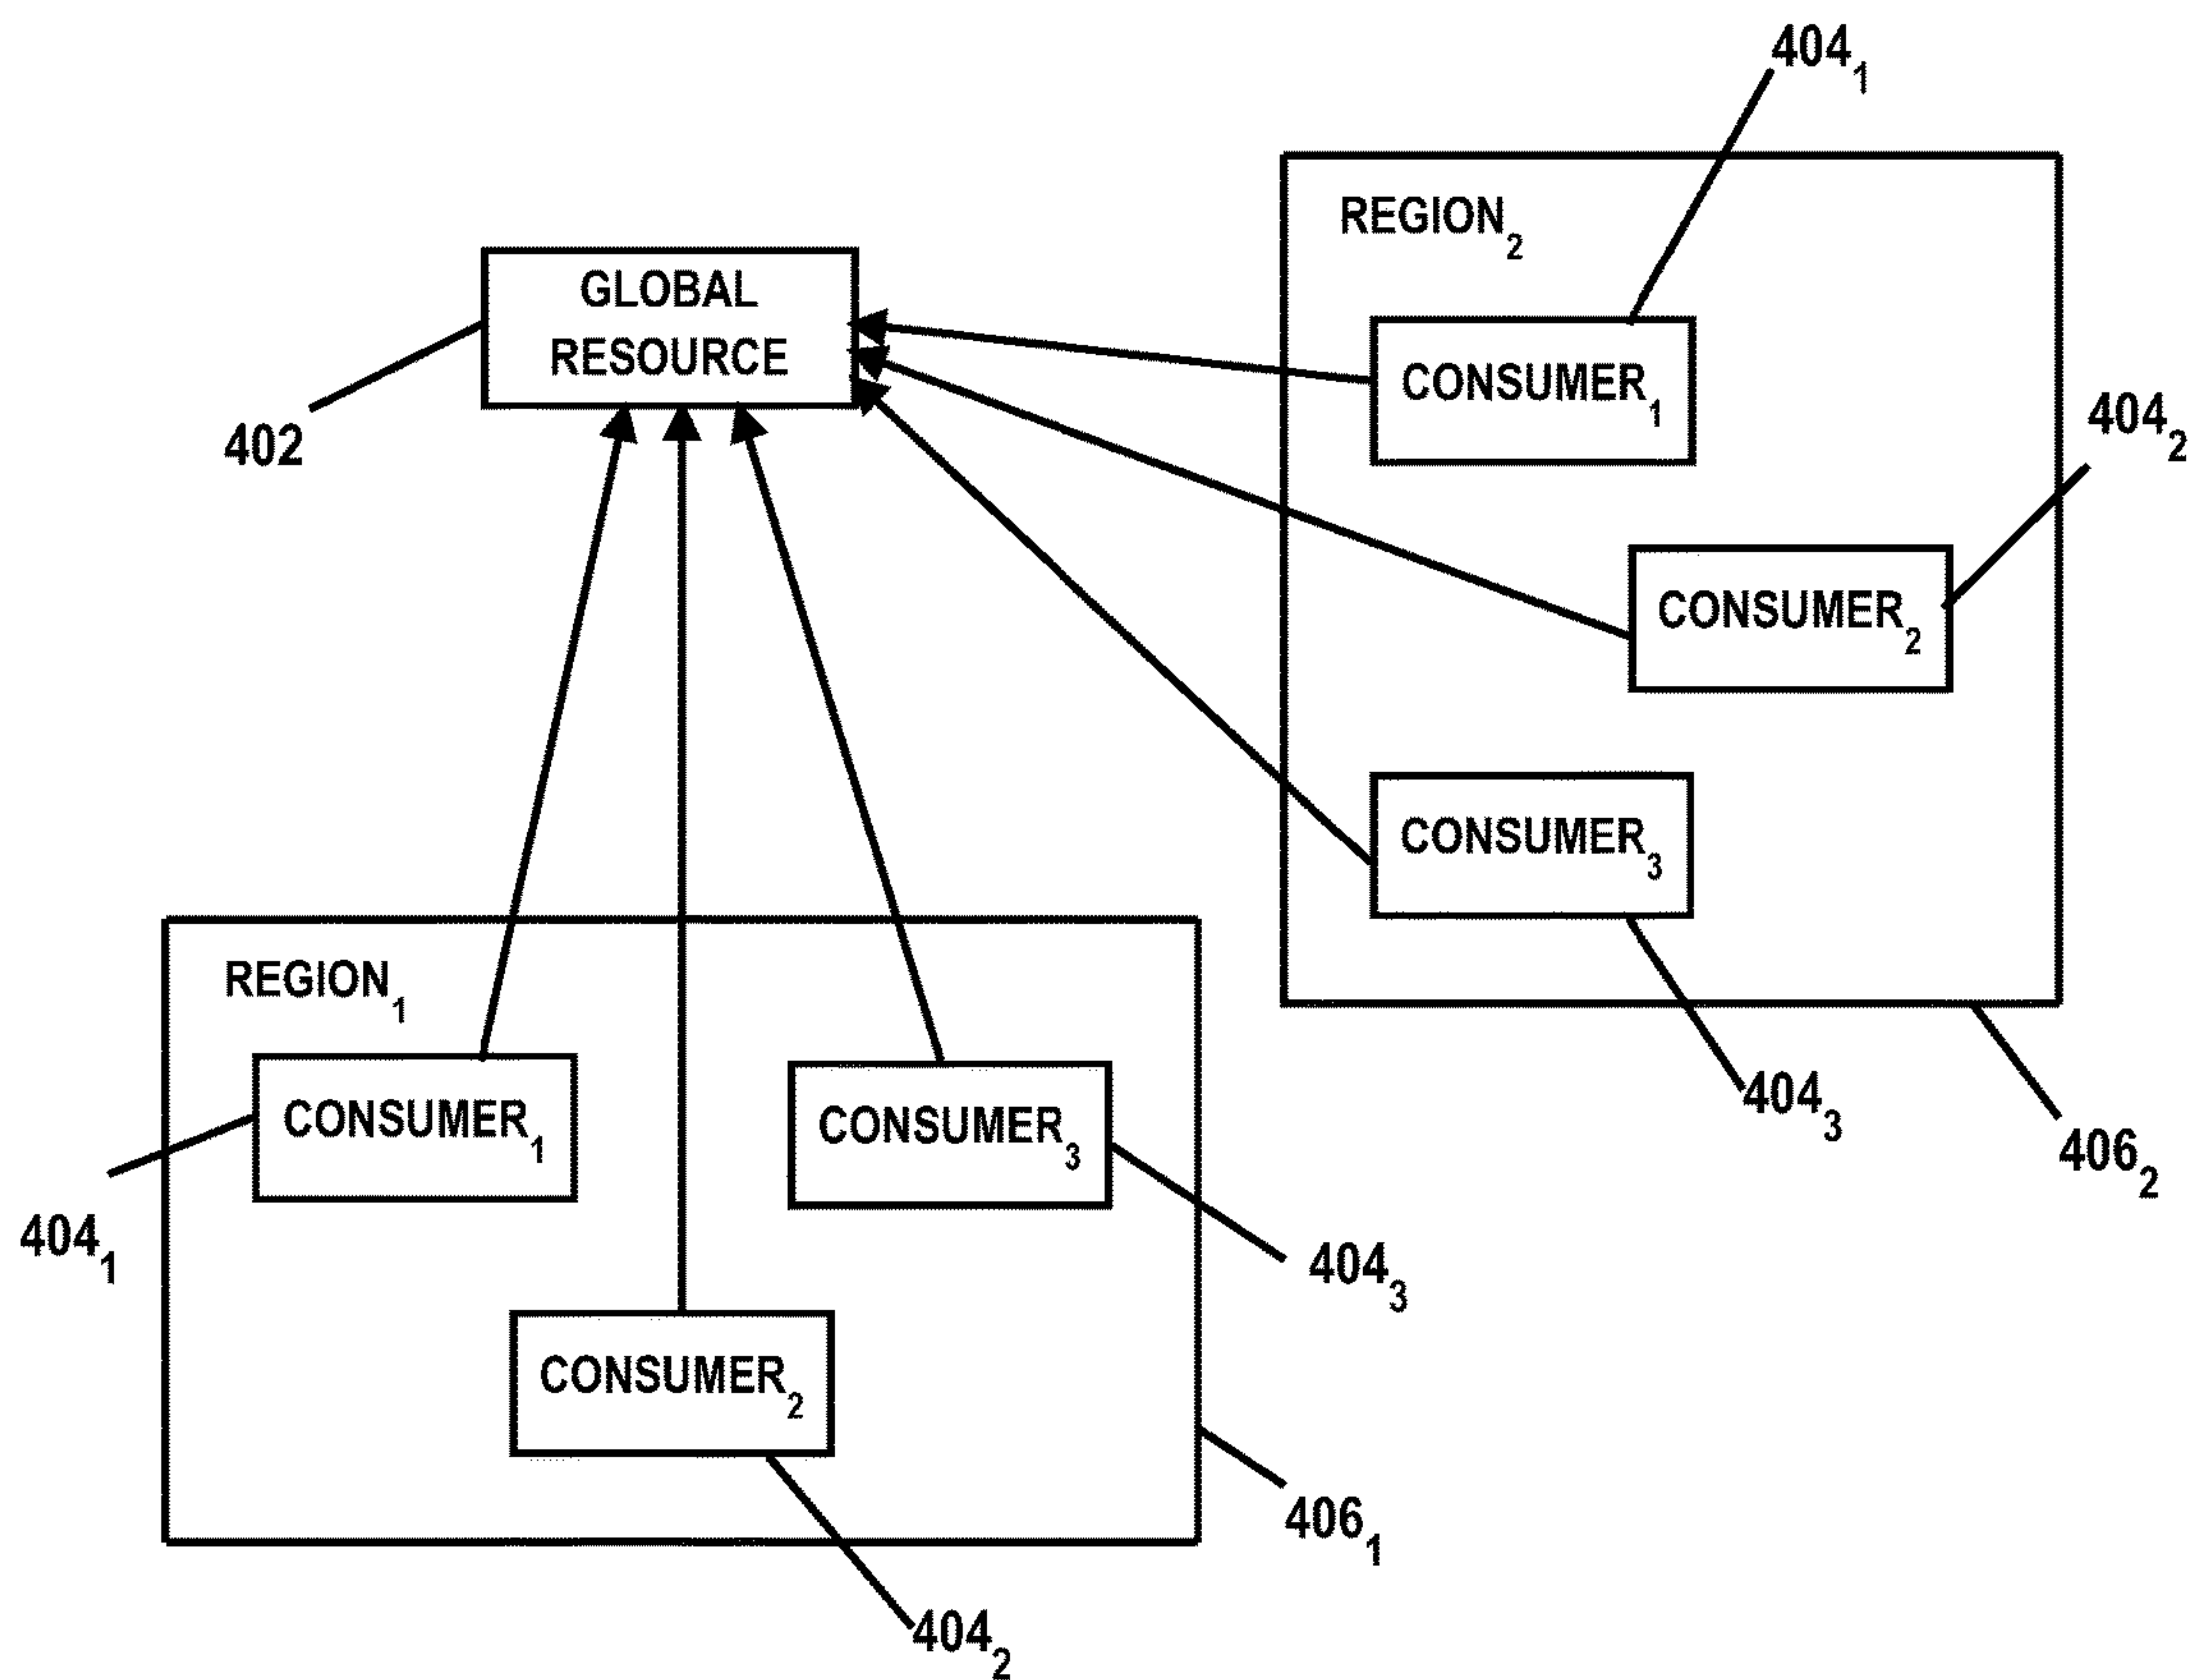 404₁
REGION₂
GLOBAL
RESOURCE
CONSUMER₁
404₂
402
CONSUMER₂
CONSUMER₃
REGION₁
404₃
CONSUMER₁
CONSUMER₃
406₂
404₁
404₃
CONSUMER₂
406₁
404₂